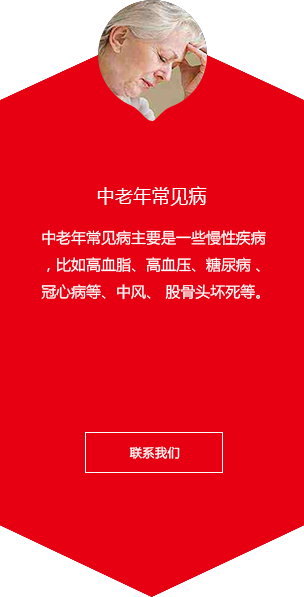 中老年常见病
中老年常见病主要是一些慢性疾病
，比如高血脂、高血压、糖尿病 、
冠心病等、中风、 股骨头坏死等。
联系我们